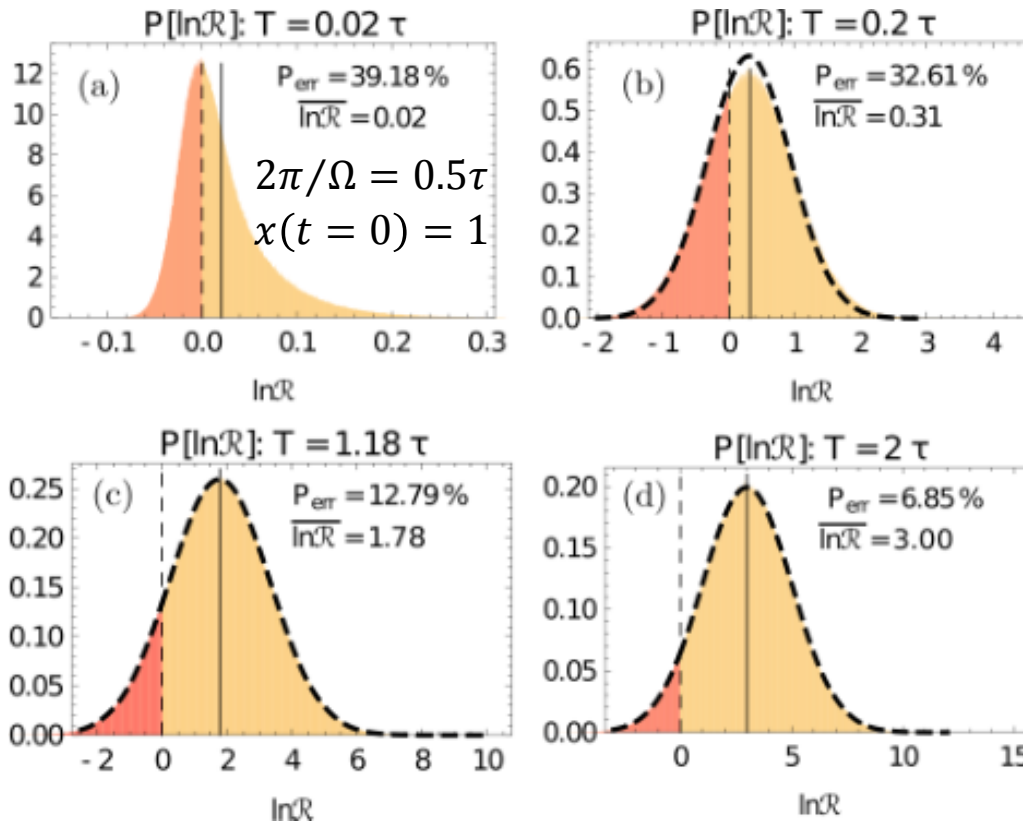 P[lnℛ]: T = 0.02 τ
12
10
8
6
4
2
0
(a)
P_err = 39.18 %
\overline{lnℛ} = 0.02
2π/Ω = 0.5τ
x(t = 0) = 1
- 0.1 0.0 0.1 0.2 0.3
lnℛ
P[lnℛ]: T = 0.2 τ
0.6
0.5
0.4
0.3
0.2
0.1
0.0
(b)
P_err = 32.61 %
\overline{lnℛ} = 0.31
- 2 - 1 0 1 2 3 4
lnℛ
P[lnℛ]: T = 1.18 τ
0.25
0.20
0.15
0.10
0.05
0.00
(c)
P_err = 12.79 %
\overline{lnℛ} = 1.78
- 2 0 2 4 6 8 10
lnℛ
P[lnℛ]: T = 2 τ
0.20
0.15
0.10
0.05
0.00
(d)
P_err = 6.85 %
\overline{lnℛ} = 3.00
0 5 10 15
lnℛ